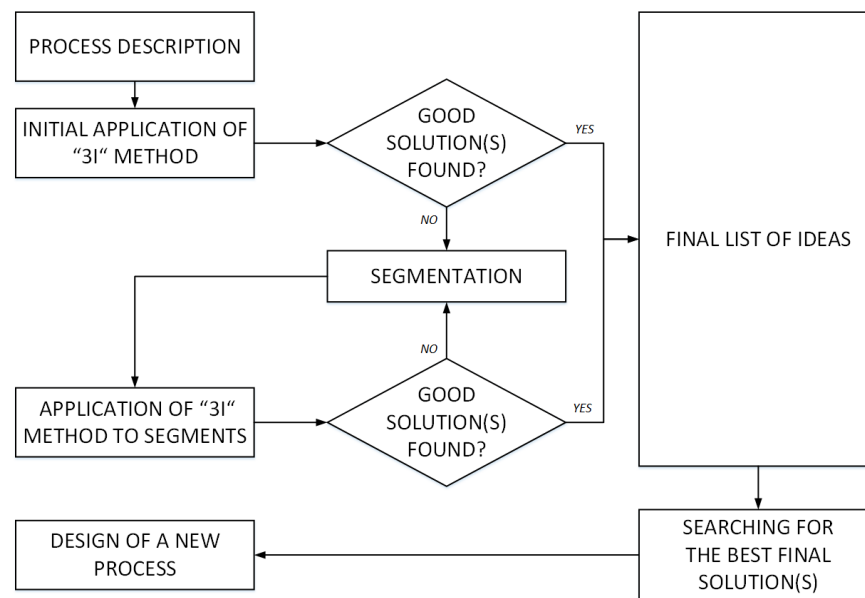 PROCESS DESCRIPTION
INITIAL APPLICATION OF
“3I“ METHOD
GOOD
SOLUTION(S)
FOUND?
YES
NO
SEGMENTATION
FINAL LIST OF IDEAS
NO
APPLICATION OF “3I“
METHOD TO SEGMENTS
GOOD
SOLUTION(S)
FOUND?
YES
SEARCHING FOR
THE BEST FINAL
SOLUTION(S)
DESIGN OF A NEW
PROCESS